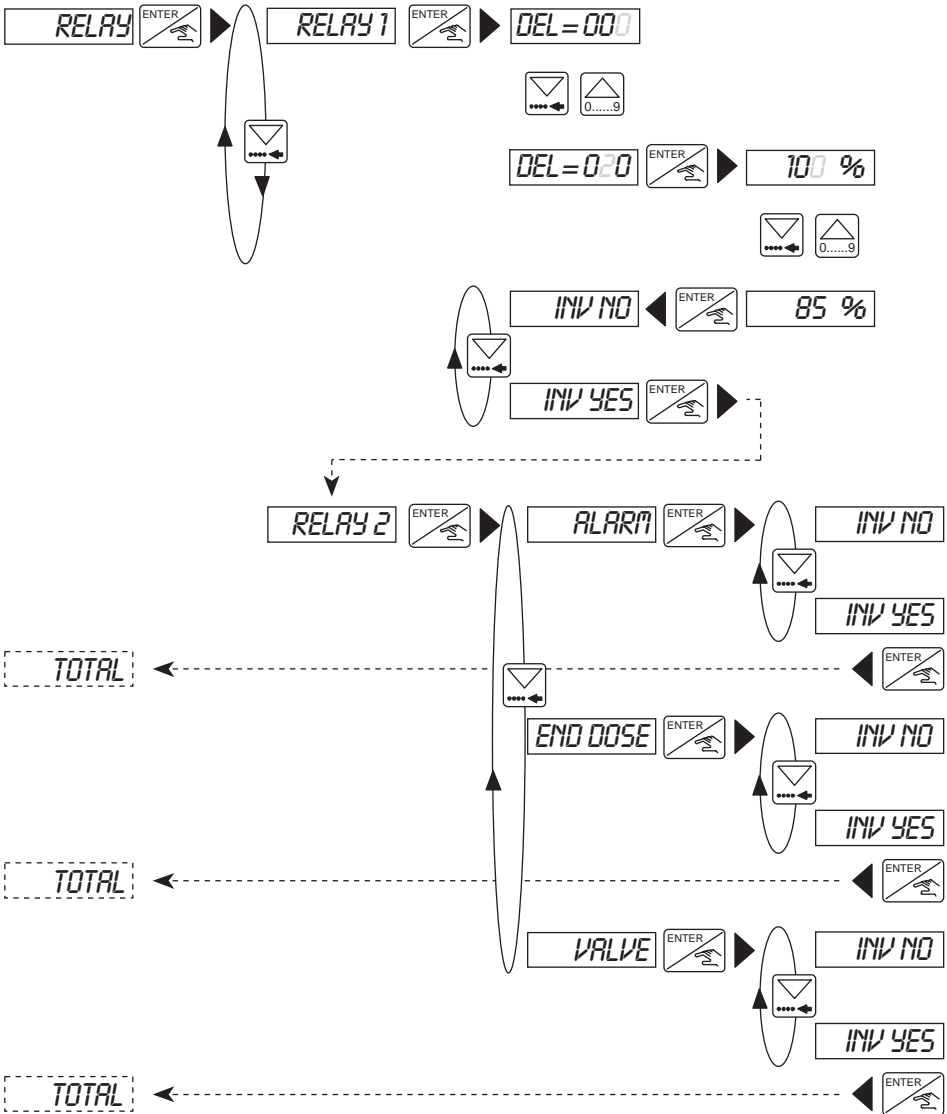 RELAY ENTER RELAY 1 ENTER DEL=000
0......9
DEL=020 ENTER 100 %
0......9
INV NO ENTER 85 %
INV YES ENTER
RELAY 2 ENTER ALARM ENTER INV NO
INV YES
TOTAL ENTER
END DOSE ENTER INV NO
INV YES
TOTAL ENTER
VALVE ENTER INV NO
INV YES
TOTAL ENTER